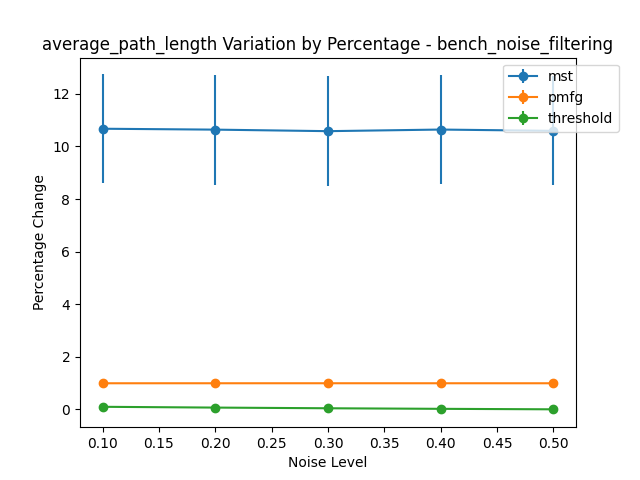 average_path_length Variation by Percentage - bench_noise_filtering
mst
pmfg
threshold
12
10
8
6
4
2
0
Percentage Change
0.10 0.15 0.20 0.25 0.30 0.35 0.40 0.45 0.50
Noise Level